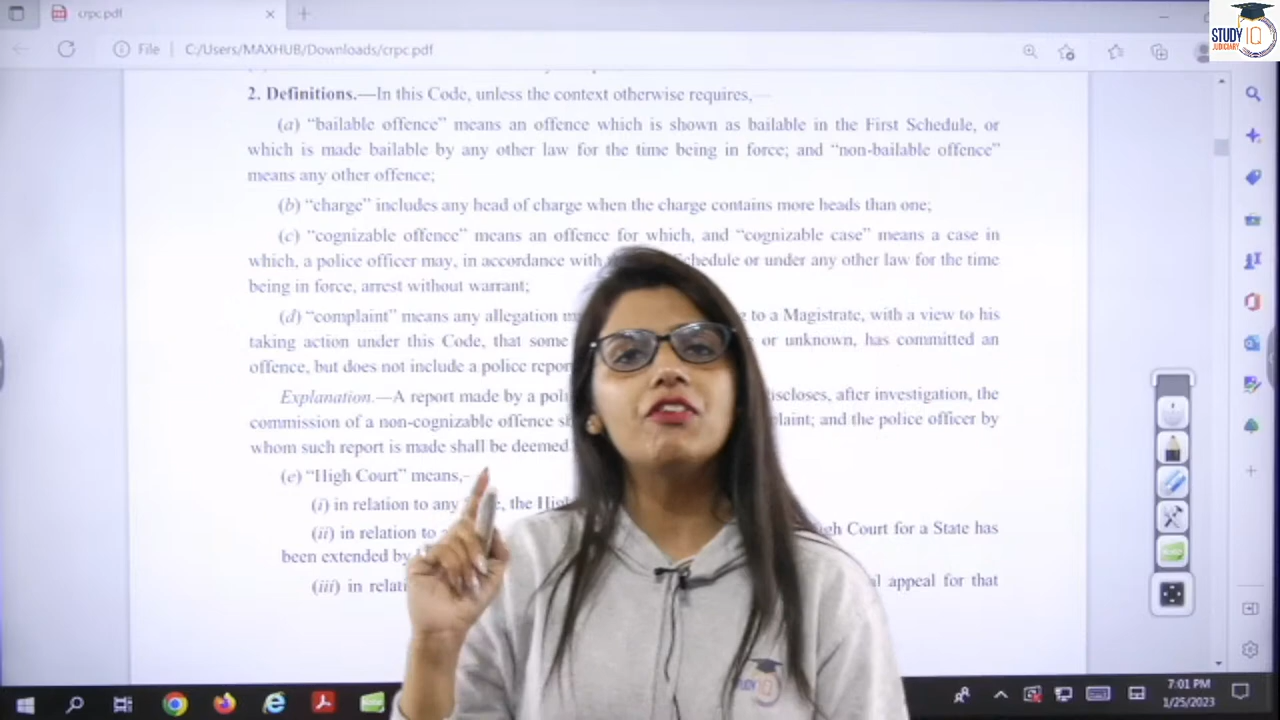 crpc.pdf
STUDY IQ
JUDICIARY
File C:/Users/MAXHUB/Downloads/crpc.pdf
2. Definitions.—In this Code, unless the context otherwise requires,—
(a) “bailable offence” means an offence which is shown as bailable in the First Schedule, or
which is made bailable by any other law for the time being in force; and “non-bailable offence”
means any other offence;
(b) “charge” includes any head of charge when the charge contains more heads than one;
(c) “cognizable offence” means an offence for which, and “cognizable case” means a case in
which, a police officer may, in accordance with Schedule or under any other law for the time
being in force, arrest without warrant;
(d) “complaint” means any allegation to a Magistrate, with a view to his
taking action under this Code, that some or unknown, has committed an
offence, but does not include a police
Explanation.—A report made by a after investigation, the
commission of a non-cognizable offence and the police officer by
whom such report is made shall be deemed
(e) “High Court” means,—
(i) in relation to any the
(ii) in relation to Court for a State has
been extended by
(iii) in appeal for that
STUDY IQ
7:01 PM
1/25/2023